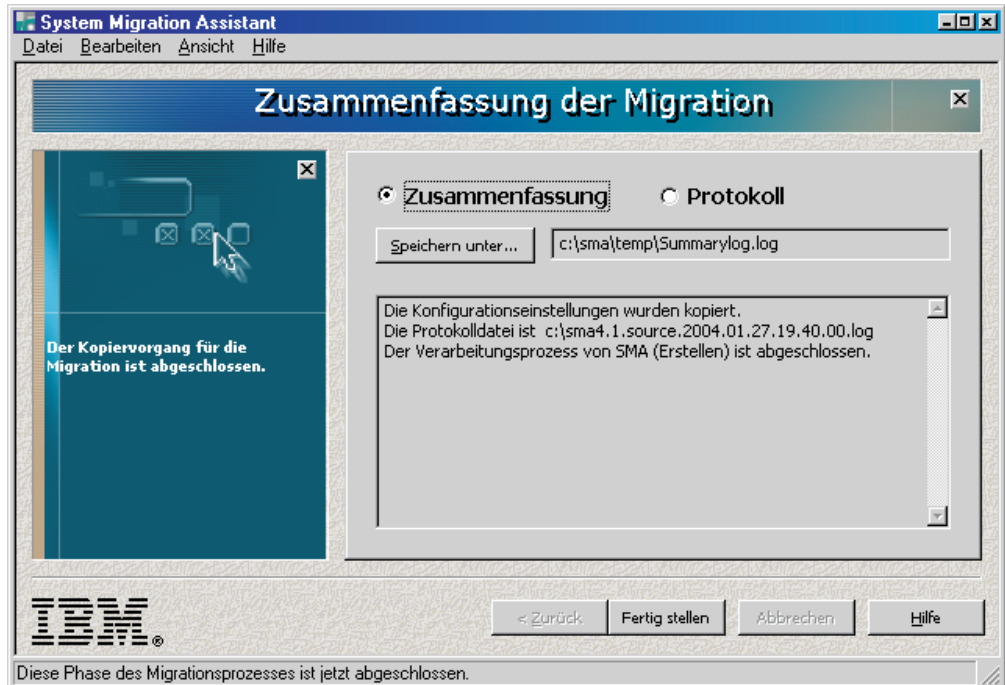 System Migration Assistant
Datei Bearbeiten Ansicht Hilfe
Zusammenfassung der Migration
Der Kopiervorgang für die
Migration ist abgeschlossen.
Zusammenfassung Protokoll
Speichern unter... c:\sma\temp\Summarylog.log
Die Konfigurationseinstellungen wurden kopiert.
Die Protokolldatei ist c:\sma4.1.source.2004.01.27.19.40.00.log
Der Verarbeitungsprozess von SMA (Erstellen) ist abgeschlossen.
IBM®
< Zurück Fertig stellen Abbrechen Hilfe
Diese Phase des Migrationsprozesses ist jetzt abgeschlossen.